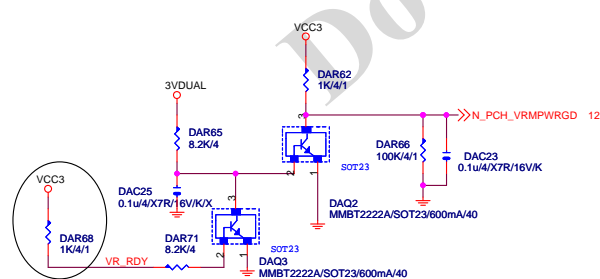 Do
VCC3
DAR62
1K/4/1
3VDUAL
N_PCH_VRMPWRGD 12
3
DAR65
8.2K/4
DAR66
100K/4/1
DAC23
0.1u/4/X7R/16V/K
SOT23
2
1
VCC3
DAC25
0.1u/4/X7R/16V/K/X
3
DAQ2
MMBT2222A/SOT23/600mA/40
DAR68
1K/4/1
VR_RDY
DAR71
8.2K/4
2
1
SOT23
DAQ3
MMBT2222A/SOT23/600mA/40